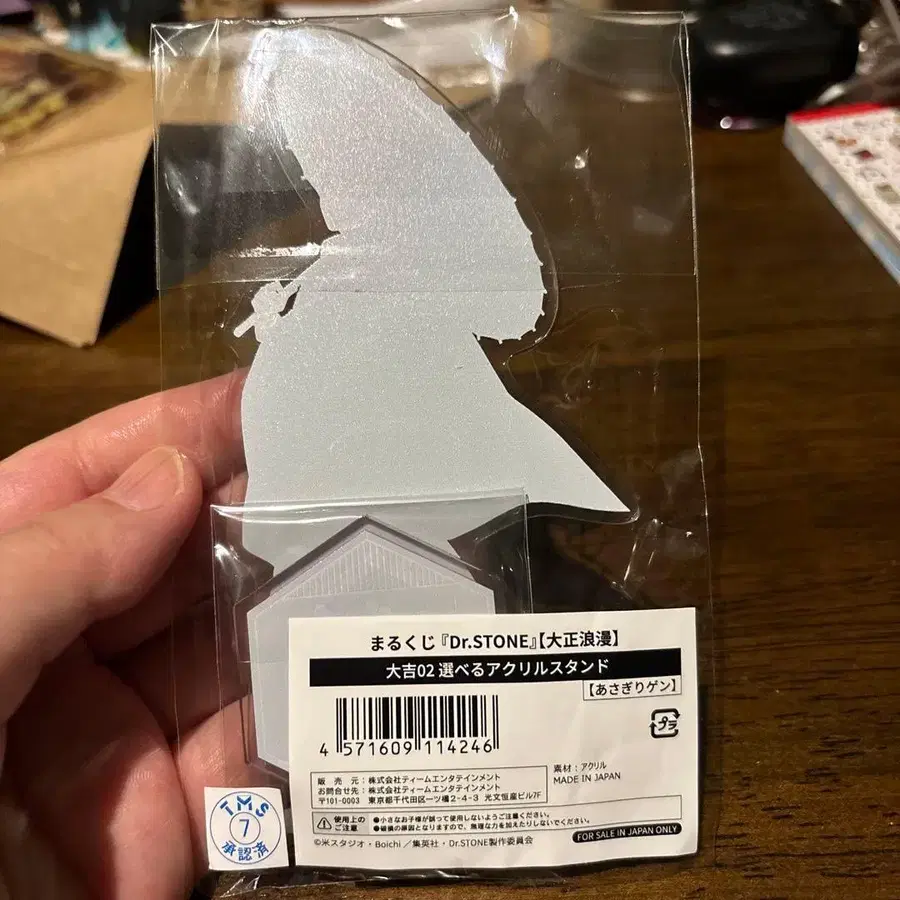 まるくじ『Dr.STONE』【大正浪漫】
大吉02 選べるアクリルスタンド
【あさぎりゲン】
4 571609 114246
プラ
販 売 元：株式会社ティームエンタテインメント
お問合せ先：株式会社ティームエンタテインメント
〒101-0003 東京都千代田区一ツ橋2-4-3 光文恒産ビル7F
素材：アクリル
MADE IN JAPAN
使用上の
ご注意
●小さなお子様が誤って使用しないようご注意ください。
●破損の原因となりますので、無理な力を加えたりしないでください。
FOR SALE IN JAPAN ONLY
©米スタジオ・Boichi／集英社・Dr.STONE製作委員会
TMS
7
承認済